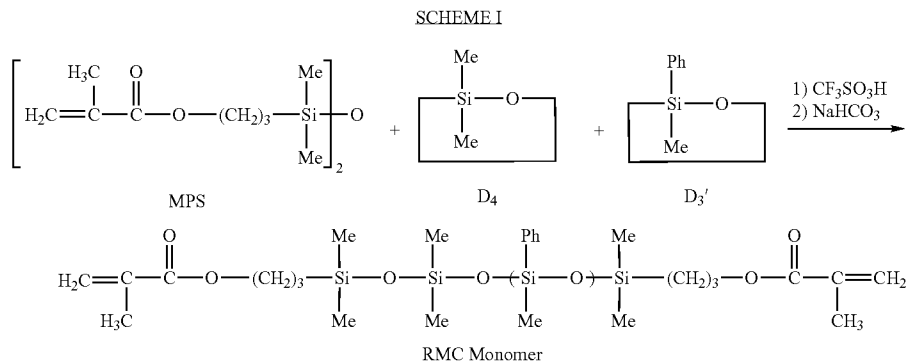 SCHEME I
H₃C O Me Me Ph
H₂C C O (CH₂)₃ Si O + Si O + Si O 1) CF₃SO₃H
2) NaHCO₃
Me 2 Me Me
MPS D₄ D₃′
O Me Me Ph Me O
H₂C C O (CH₂)₃ Si O Si O ( Si O ) Si (CH₂)₃ O C CH₂
H₃C Me Me Me Me CH₃
RMC Monomer